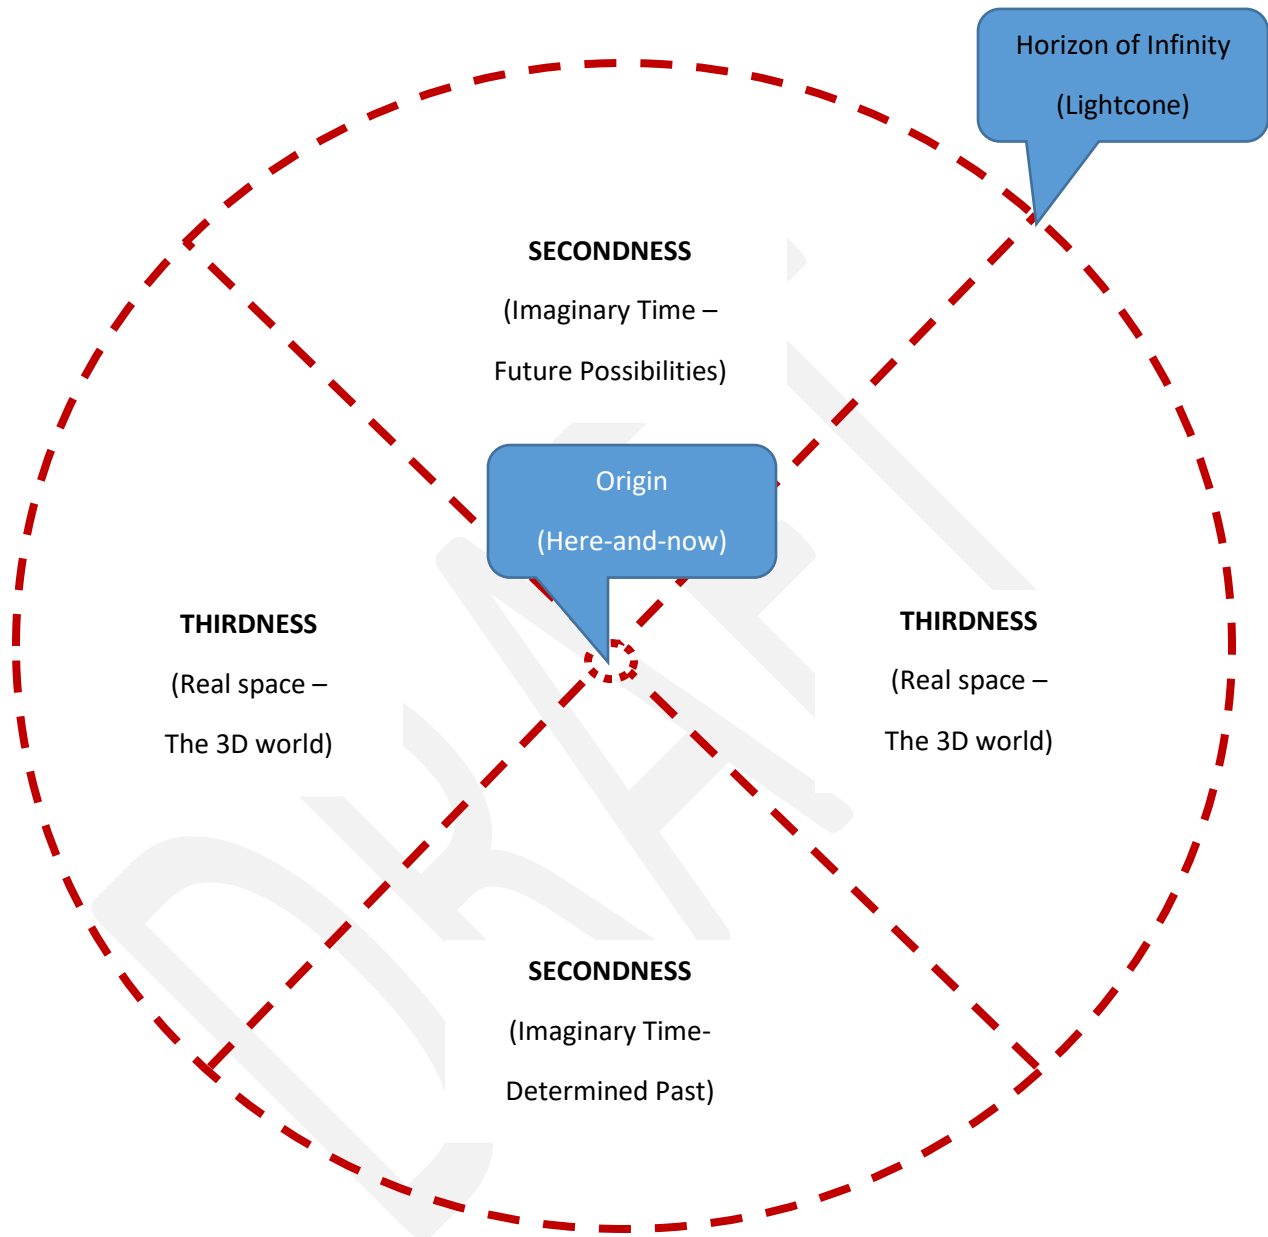 Horizon of Infinity
(Lightcone)
SECONDNESS
(Imaginary Time –
Future Possibilities)
Origin
(Here-and-now)
THIRDNESS
(Real space –
The 3D world)
THIRDNESS
(Real space –
The 3D world)
SECONDNESS
(Imaginary Time-
Determined Past)
DRAFT